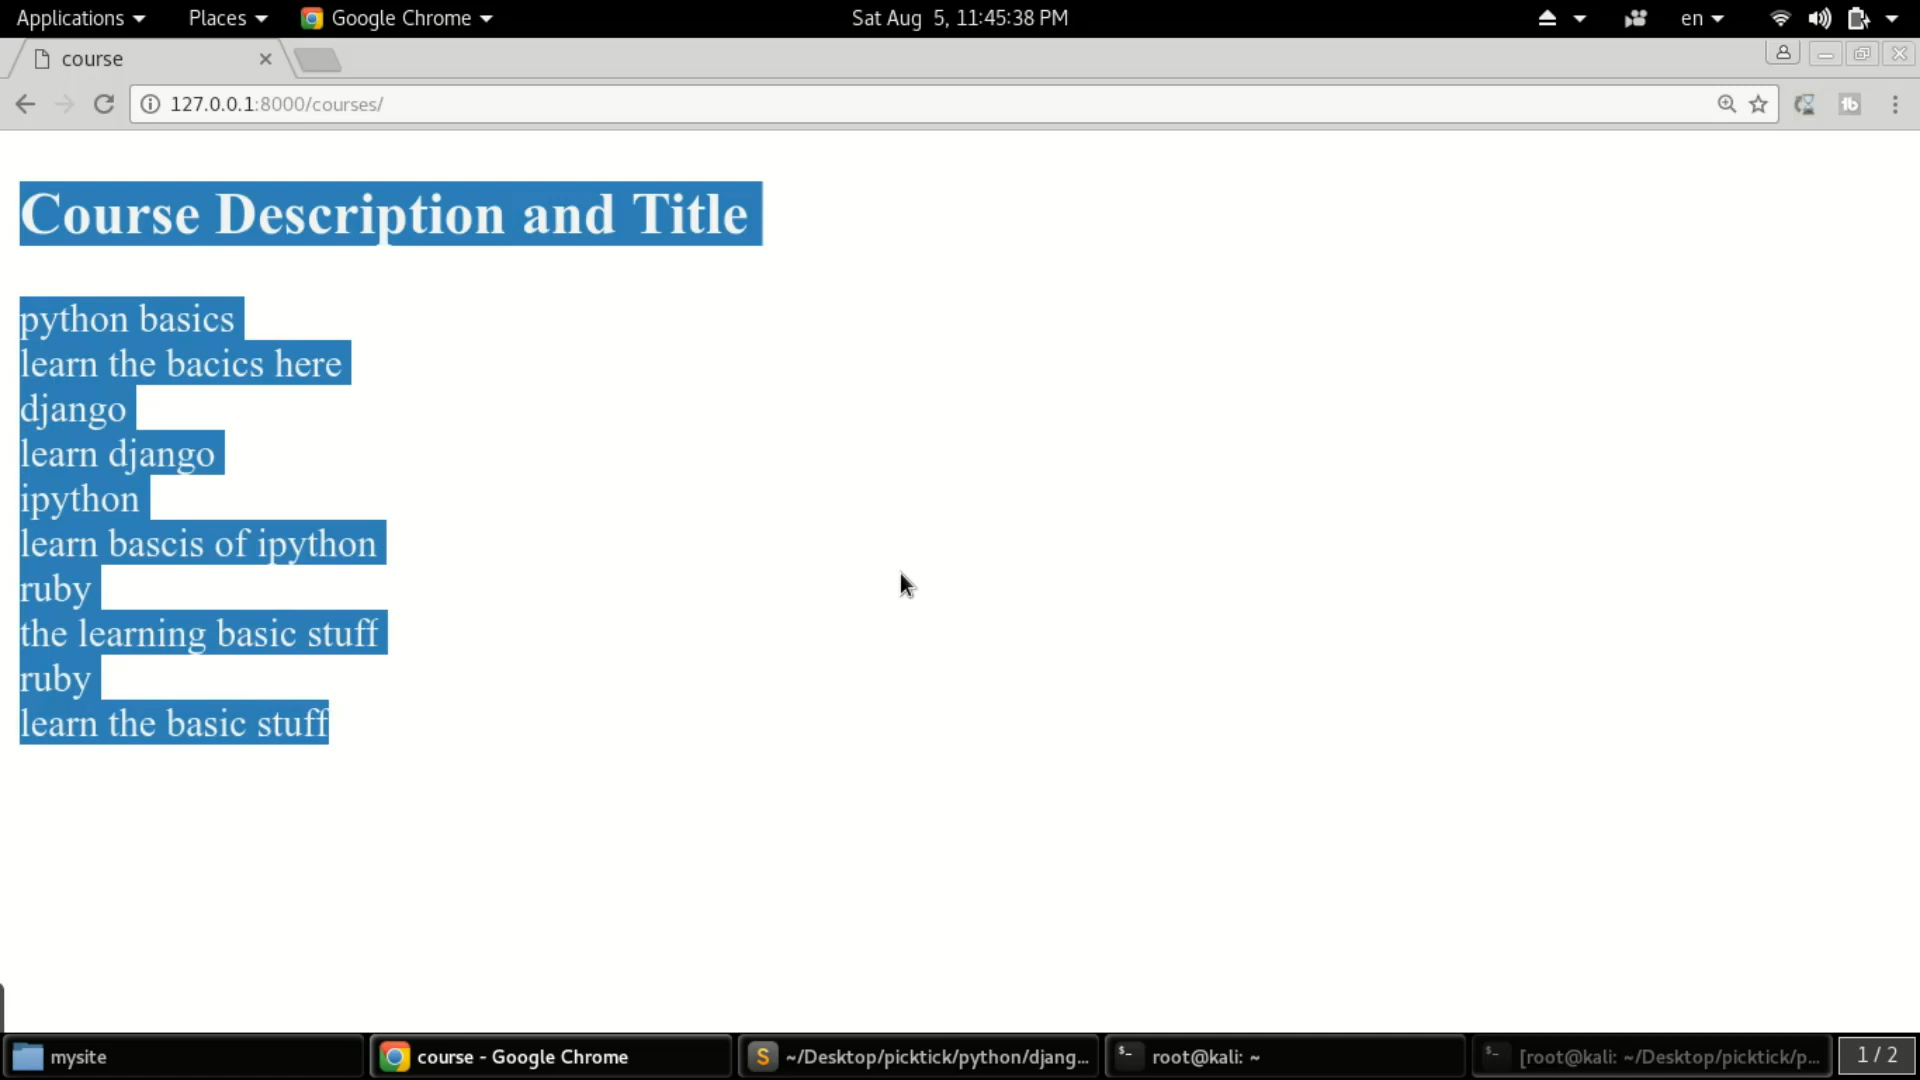 Applications Places Google Chrome Sat Aug 5, 11:45:38 PM en
course
127.0.0.1:8000/courses/
Course Description and Title
python basics
learn the bacics here
django
learn django
ipython
learn bascis of ipython
ruby
the learning basic stuff
ruby
learn the basic stuff
mysite course - Google Chrome ~/Desktop/picktick/python/djang... root@kali: ~ [root@kali: ~/Desktop/picktick/p... 1 / 2